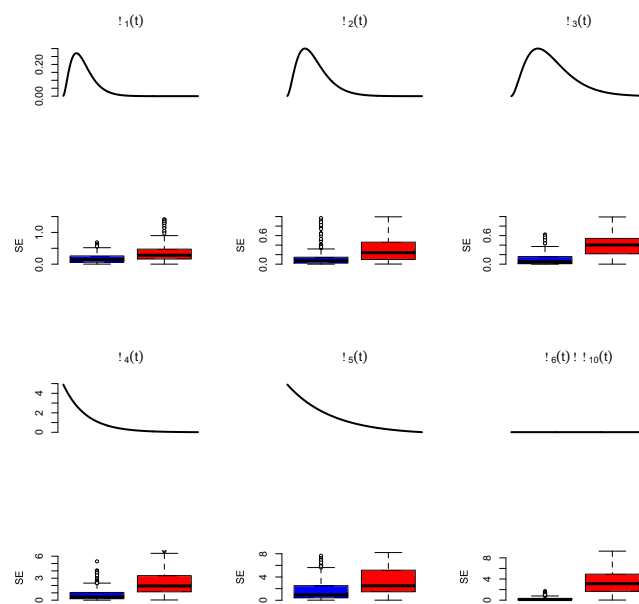 ! 1(t) ! 2(t) ! 3(t)
0.00 0.20
SE 0.0 1.0 SE 0.0 0.6 SE 0.0 0.6
! 4(t) ! 5(t) ! 6(t) ! ! 10(t)
0 2 4
SE 0 3 6 SE 0 4 8 SE 0 4 8